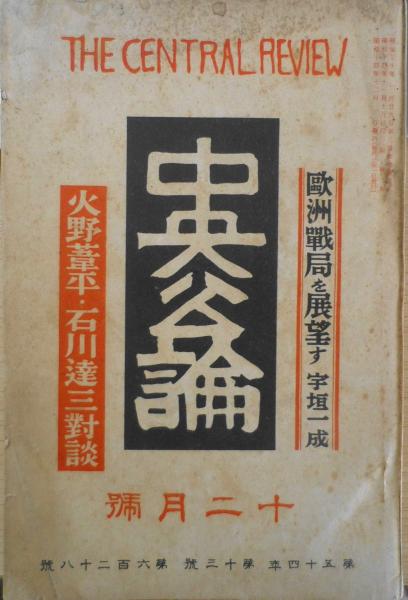 THE CENTRAL REVIEW
歐洲戰局を展望す 宇垣一成
中央公論
火野葦平・石川達三對談
十二月號
第五十四年 第十三號 第六百二十八號